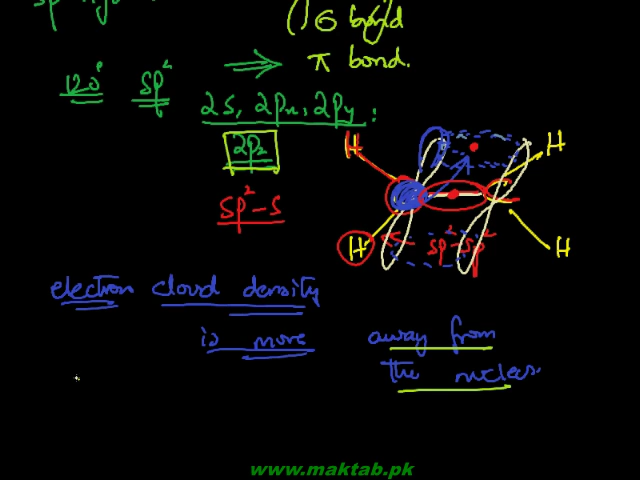 σ bond
π bond.
120° sp²
2s, 2pₓ, 2py :
2pz
sp² – s
H H
H sp² sp² H
electron cloud density
is more away from
the nucleus.
www.maktab.pk